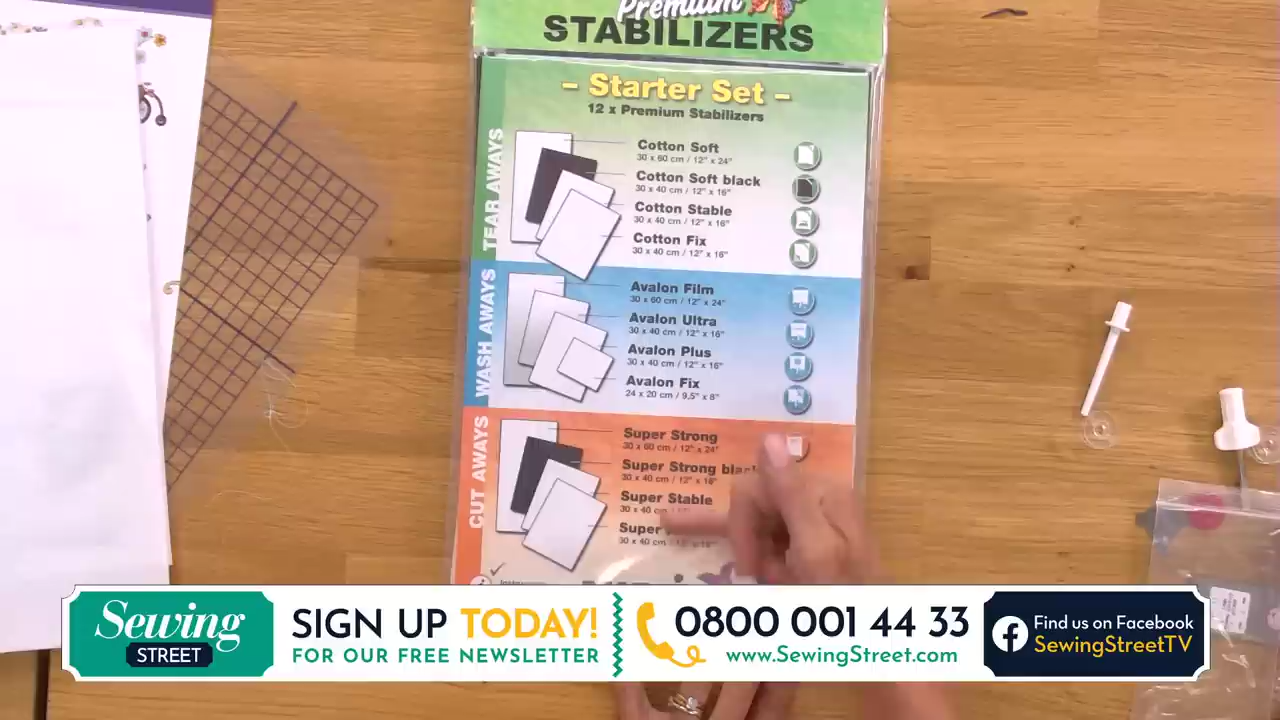 Premium
STABILIZERS
– Starter Set –
12 x Premium Stabilizers
TEAR AWAYS
Cotton Soft
30 x 60 cm / 12" x 24"
Cotton Soft black
30 x 40 cm / 12" x 16"
Cotton Stable
30 x 40 cm / 12" x 16"
Cotton Fix
30 x 40 cm / 12" x 16"
WASH AWAYS
Avalon Film
30 x 60 cm / 12" x 24"
Avalon Ultra
30 x 40 cm / 12" x 16"
Avalon Plus
30 x 40 cm / 12" x 16"
Avalon Fix
24 x 20 cm / 9,5" x 8"
CUT AWAYS
Super Strong
30 x 60 cm / 12" x 24"
Super Strong blac
30 x 40 cm / 12" x 16"
Super Stable
30 x 40 cm
Super
30 x 40 cm
Sewing
STREET
SIGN UP TODAY!
FOR OUR FREE NEWSLETTER
0800 001 44 33
www.SewingStreet.com
Find us on Facebook
SewingStreetTV